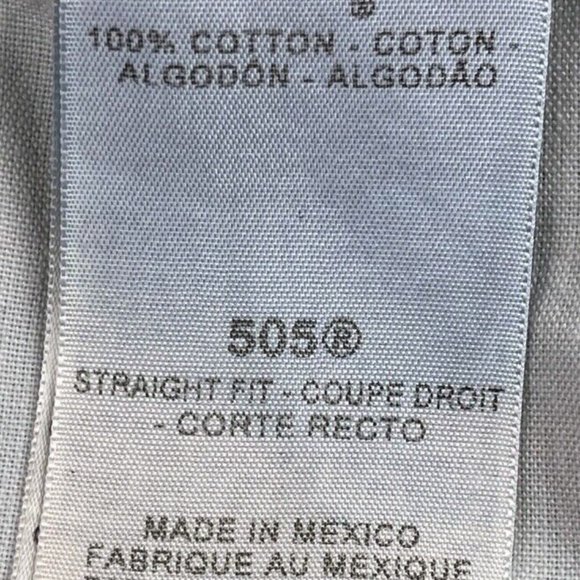 ®
100% COTTON - COTON -
ALGODÓN - ALGODÃO
505®
STRAIGHT FIT - COUPE DROIT
- CORTE RECTO
MADE IN MEXICO
FABRIQUE AU MEXIQUE